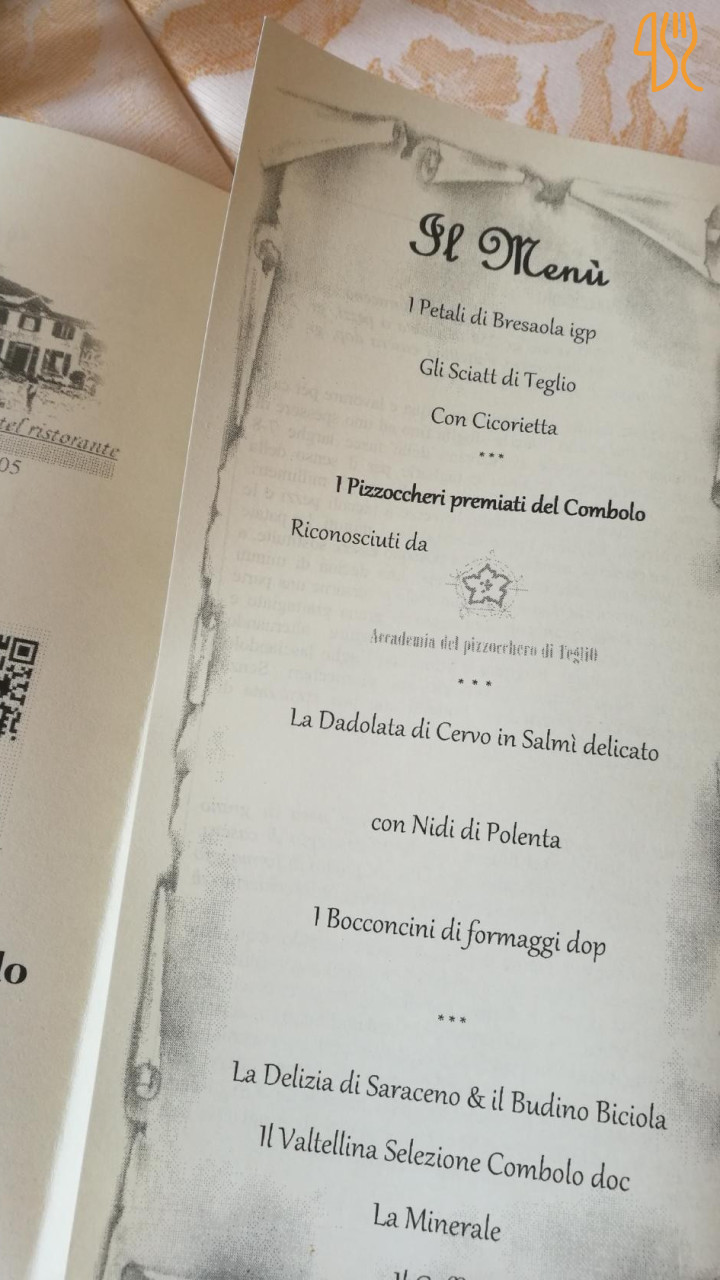 tel ristorante
05
lo
Il Menù
I Petali di Bresaola igp
Gli Sciatt di Teglio
Con Cicorietta
***
I Pizzoccheri premiati del Combolo
Riconosciuti da
Accademia del pizzocchero di Teglio
***
La Dadolata di Cervo in Salmì delicato
con Nidi di Polenta
I Bocconcini di formaggi dop
***
La Delizia di Saraceno & il Budino Biciola
Il Valtellina Selezione Combolo doc
La Minerale